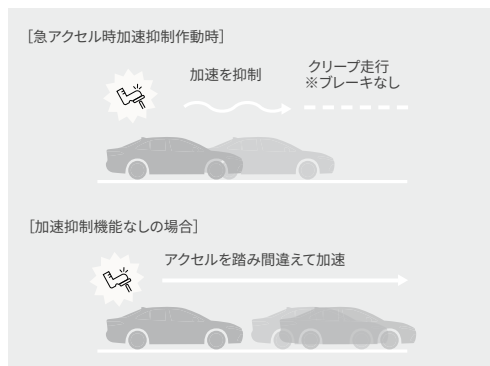 ［急アクセル時加速抑制作動時］
加速を抑制
クリープ走行
※ブレーキなし
［加速抑制機能なしの場合］
アクセルを踏み間違えて加速